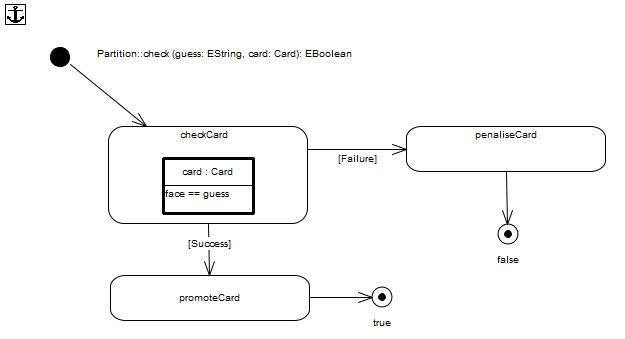 Partition::check (guess: EString, card: Card): EBoolean
checkCard
penaliseCard
card : Card
[Failure]
face == guess
[Success]
false
promoteCard
true